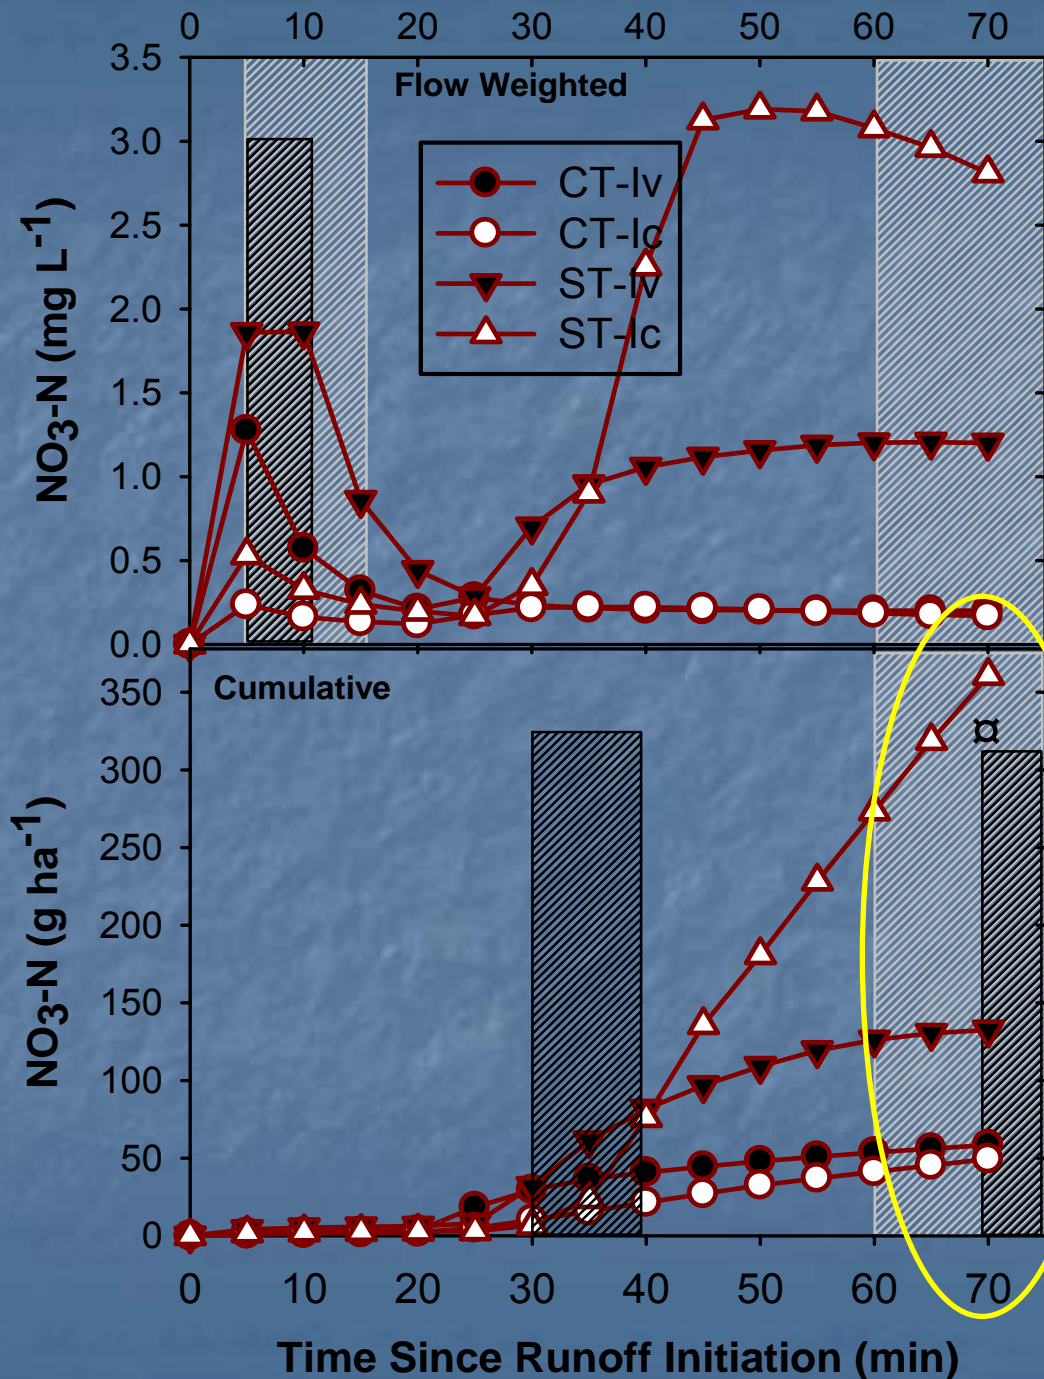 0 10 20 30 40 50 60 70
Flow Weighted
3.5
3.0
2.5
2.0
1.5
1.0
0.5
0.0
NO3-N (mg L-1)
CT-Iv
CT-Ic
ST-Iv
ST-Ic
Cumulative
350
300
250
200
150
100
50
0
NO3-N (g ha-1)
¤
0 10 20 30 40 50 60 70
Time Since Runoff Initiation (min)